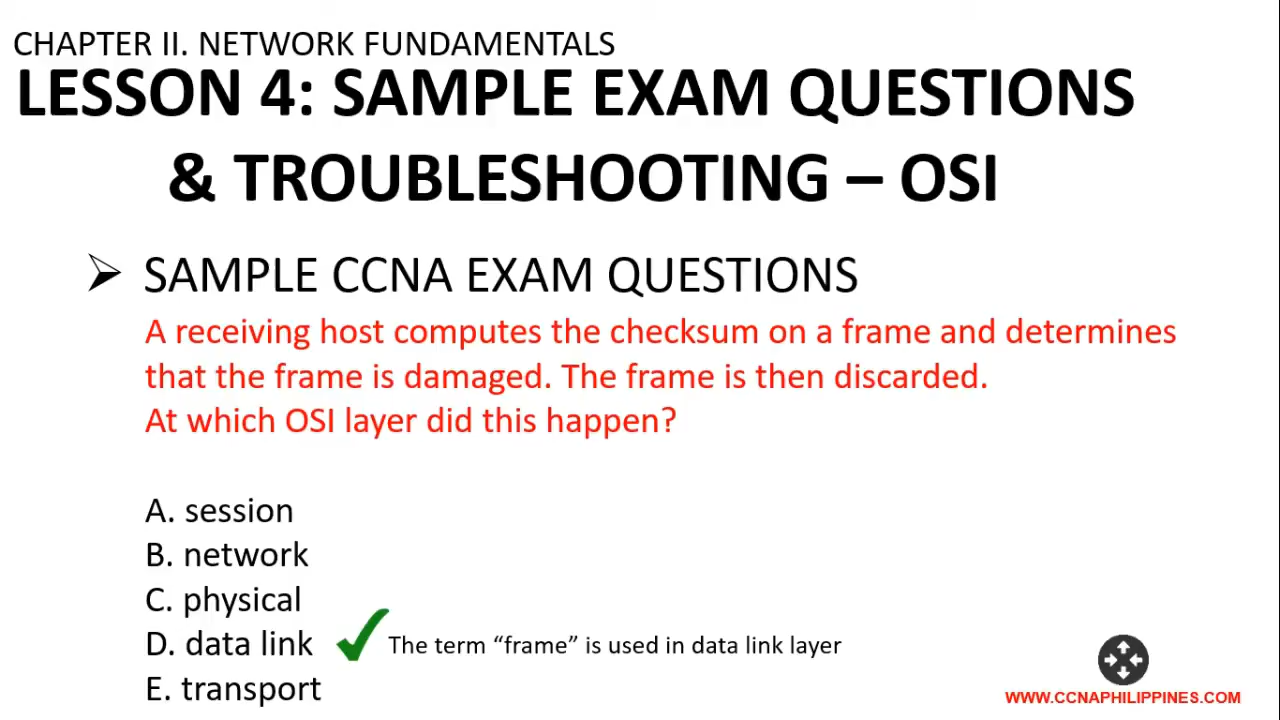 CHAPTER II. NETWORK FUNDAMENTALS
LESSON 4: SAMPLE EXAM QUESTIONS
& TROUBLESHOOTING – OSI
SAMPLE CCNA EXAM QUESTIONS
A receiving host computes the checksum on a frame and determines
that the frame is damaged. The frame is then discarded.
At which OSI layer did this happen?
A. session
B. network
C. physical
D. data link
The term “frame” is used in data link layer
E. transport
WWW.CCNAPHILIPPINES.COM